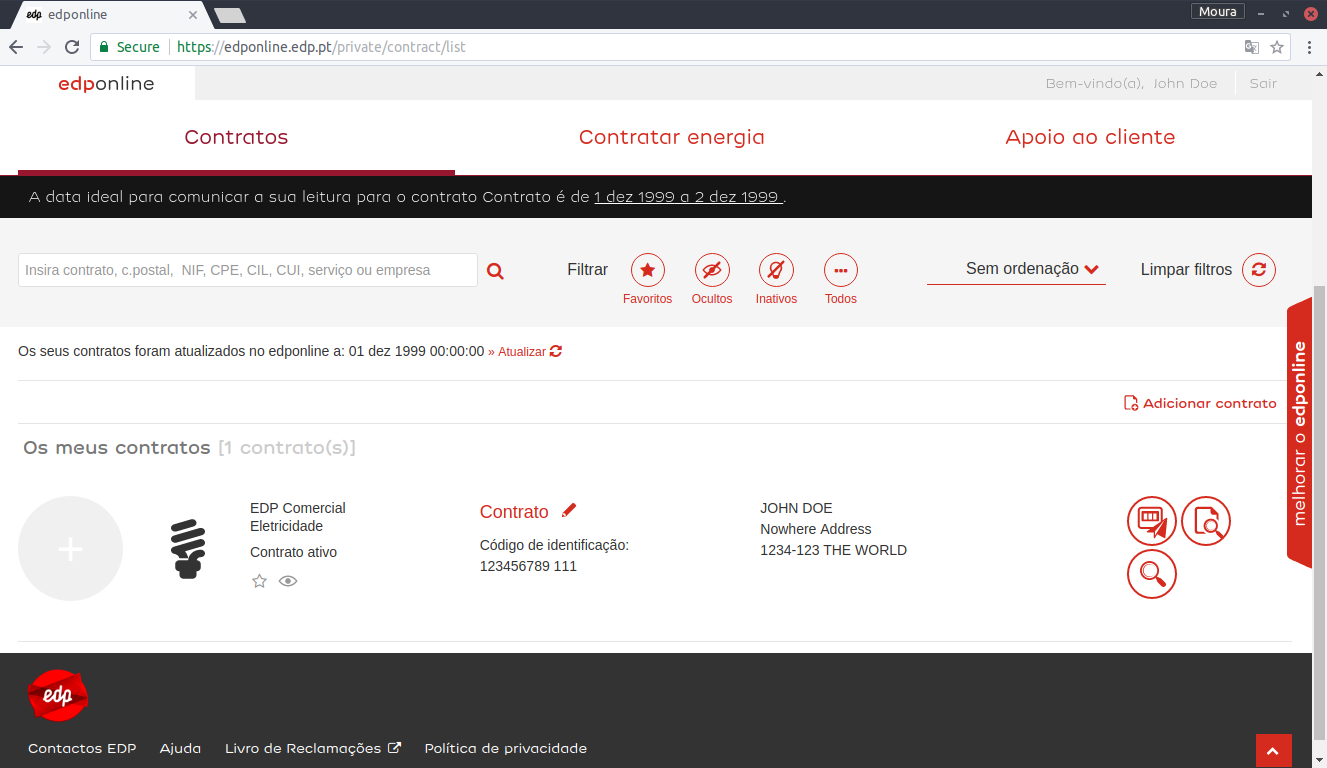 edp edponline
Moura
Secure https://edponline.edp.pt/private/contract/list
edponline
Bem-vindo(a), John Doe
Sair
Contratos
Contratar energia
Apoio ao cliente
A data ideal para comunicar a sua leitura para o contrato Contrato é de 1 dez 1999 a 2 dez 1999 .
Insira contrato, c.postal, NIF, CPE, CIL, CUI, serviço ou empresa
Filtrar
Favoritos
Ocultos
Inativos
Todos
Sem ordenação
Limpar filtros
Os seus contratos foram atualizados no edponline a: 01 dez 1999 00:00:00 » Atualizar
Adicionar contrato
melhorar o edponline
Os meus contratos [1 contrato(s)]
EDP Comercial
Eletricidade
Contrato ativo
Contrato
Código de identificação:
123456789 111
JOHN DOE
Nowhere Address
1234-123 THE WORLD
edp
Contactos EDP
Ajuda
Livro de Reclamações
Política de privacidade